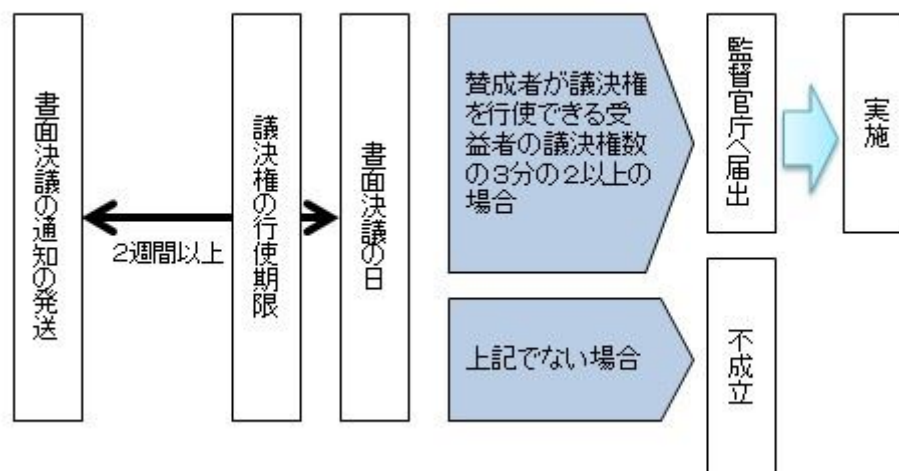 書面決議の通知の発送
2週間以上
議決権の行使期限
書面決議の日
賛成者が議決権
を行使できる受
益者の議決権数
の3分の2以上の
場合
監督官庁へ届出
実施
上記でない場合
不成立